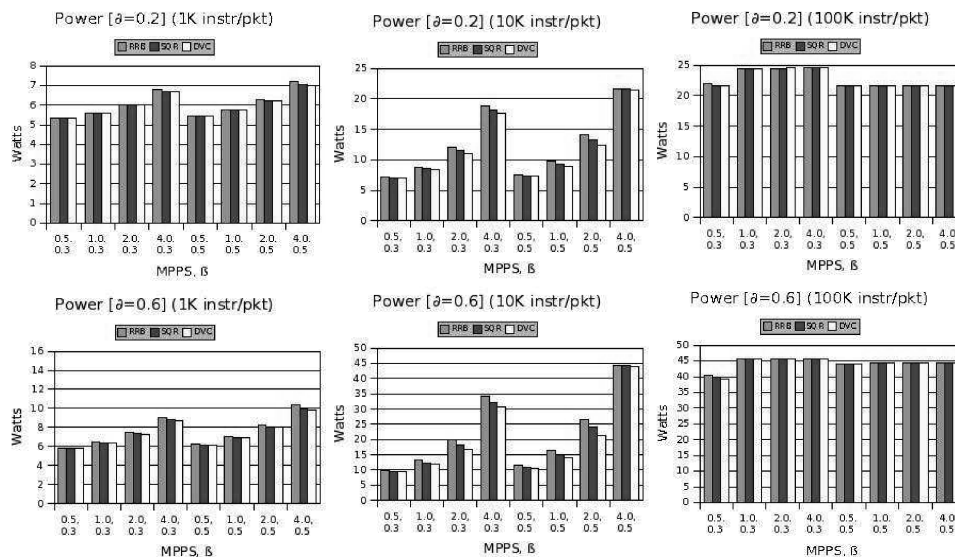 Power [∂=0.2] (1K instr/pkt)
RRB SQR DVC
8
7
6
5
4
3
2
1
0
Watts
0.5, 1.0, 2.0, 4.0, 0.5, 1.0, 2.0, 4.0,
0.3 0.3 0.3 0.3 0.5 0.5 0.5 0.5
MPPS, ß
Power [∂=0.2] (10K instr/pkt)
RRB SQR DVC
25
20
15
10
5
0
Watts
0.5, 1.0, 2.0, 4.0, 0.5, 1.0, 2.0, 4.0,
0.3 0.3 0.3 0.3 0.5 0.5 0.5 0.5
MPPS, ß
Power [∂=0.2] (100K instr/pkt)
RRB SQR DVC
25
20
15
10
5
0
Watts
0.5, 1.0, 2.0, 4.0, 0.5, 1.0, 2.0, 4.0,
0.3 0.3 0.3 0.3 0.5 0.5 0.5 0.5
MPPS, ß
Power [∂=0.6] (1K instr/pkt)
RRB SQR DVC
16
14
12
10
8
6
4
2
0
Watts
0.5, 1.0, 2.0, 4.0, 0.5, 1.0, 2.0, 4.0,
0.3 0.3 0.3 0.3 0.5 0.5 0.5 0.5
MPPS, ß
Power [∂=0.6] (10K instr/pkt)
RRB SQR DVC
50
45
40
35
30
25
20
15
10
5
0
Watts
0.5, 1.0, 2.0, 4.0, 0.5, 1.0, 2.0, 4.0,
0.3 0.3 0.3 0.3 0.5 0.5 0.5 0.5
MPPS, ß
Power [∂=0.6] (100K instr/pkt)
RRB SQR DVC
50
45
40
35
30
25
20
15
10
5
0
Watts
0.5, 1.0, 2.0, 4.0, 0.5, 1.0, 2.0, 4.0,
0.3 0.3 0.3 0.3 0.5 0.5 0.5 0.5
MPPS, ß